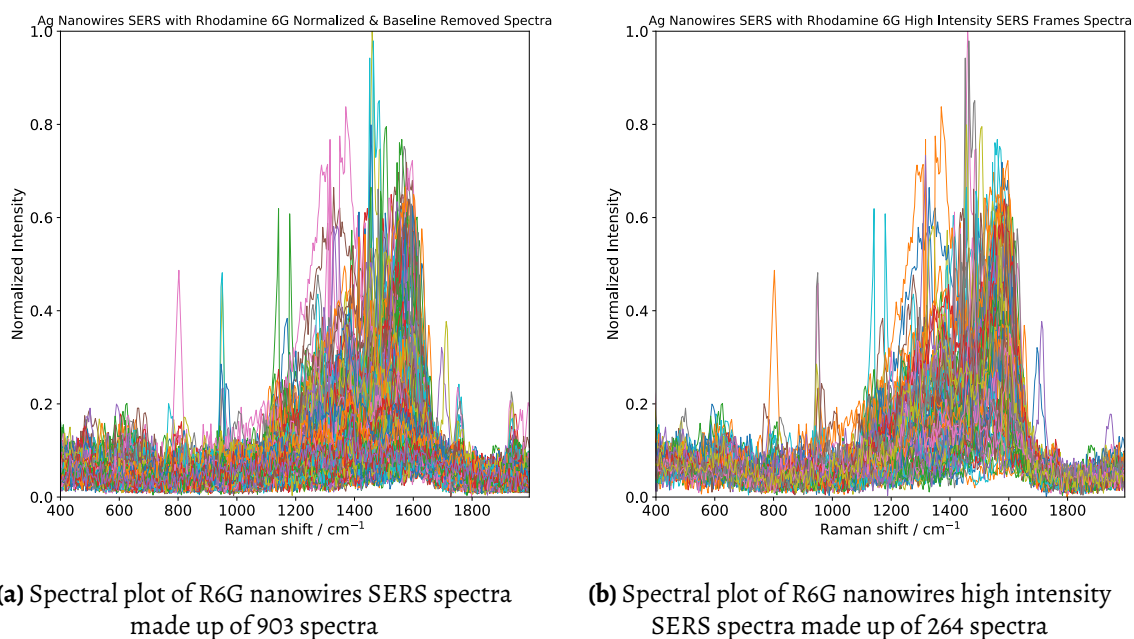 Ag Nanowires SERS with Rhodamine 6G Normalized & Baseline Removed Spectra
1.0
0.8
0.6
0.4
0.2
0.0
Normalized Intensity
400 600 800 1000 1200 1400 1600 1800
Raman shift / cm⁻¹
(a) Spectral plot of R6G nanowires SERS spectra
made up of 903 spectra
Ag Nanowires SERS with Rhodamine 6G High Intensity SERS Frames Spectra
1.0
0.8
0.6
0.4
0.2
0.0
Normalized Intensity
400 600 800 1000 1200 1400 1600 1800
Raman shift / cm⁻¹
(b) Spectral plot of R6G nanowires high intensity
SERS spectra made up of 264 spectra